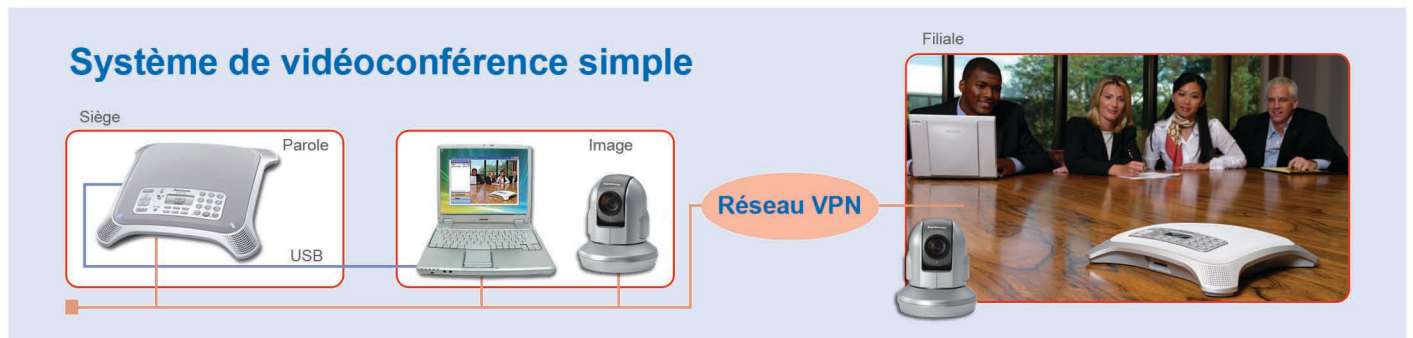 Système de vidéoconférence simple
Siège
Parole
USB
Image
Réseau VPN
Filiale